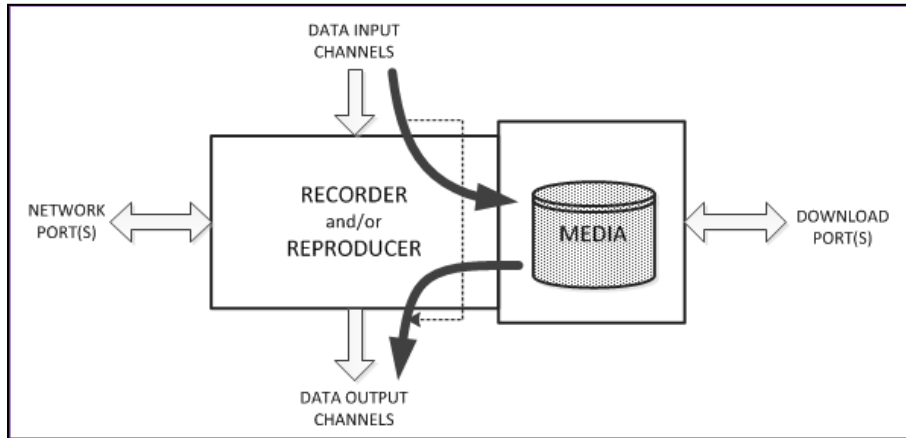 DATA INPUT
CHANNELS
RECORDER
and/or
REPRODUCER
MEDIA
NETWORK
PORT(S)
DOWNLOAD
PORT(S)
DATA OUTPUT
CHANNELS